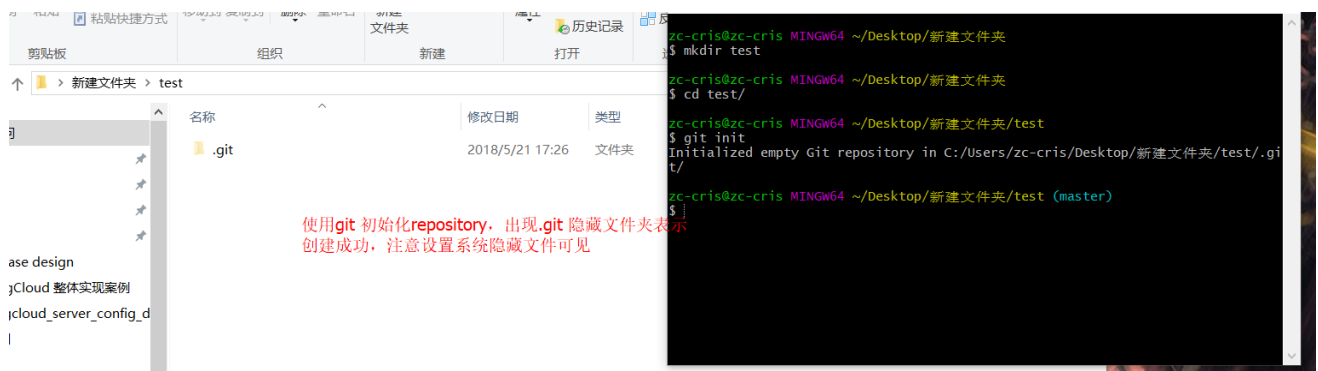 粘贴快捷方式
删除
文件夹
历史记录
剪贴板
组织
新建
打开
新建文件夹 > test
名称
修改日期
类型
.git
2018/5/21 17:26
文件夹
使用git 初始化repository，出现.git 隐藏文件夹表示
创建成功，注意设置系统隐藏文件可见
ase design
gCloud 整体实现案例
gcloud_server_config_d
zc-cris@zc-cris MINGW64 ~/Desktop/新建文件夹
$ mkdir test
zc-cris@zc-cris MINGW64 ~/Desktop/新建文件夹
$ cd test/
zc-cris@zc-cris MINGW64 ~/Desktop/新建文件夹/test
$ git init
Initialized empty Git repository in C:/Users/zc-cris/Desktop/新建文件夹/test/.gi
t/
zc-cris@zc-cris MINGW64 ~/Desktop/新建文件夹/test (master)
$